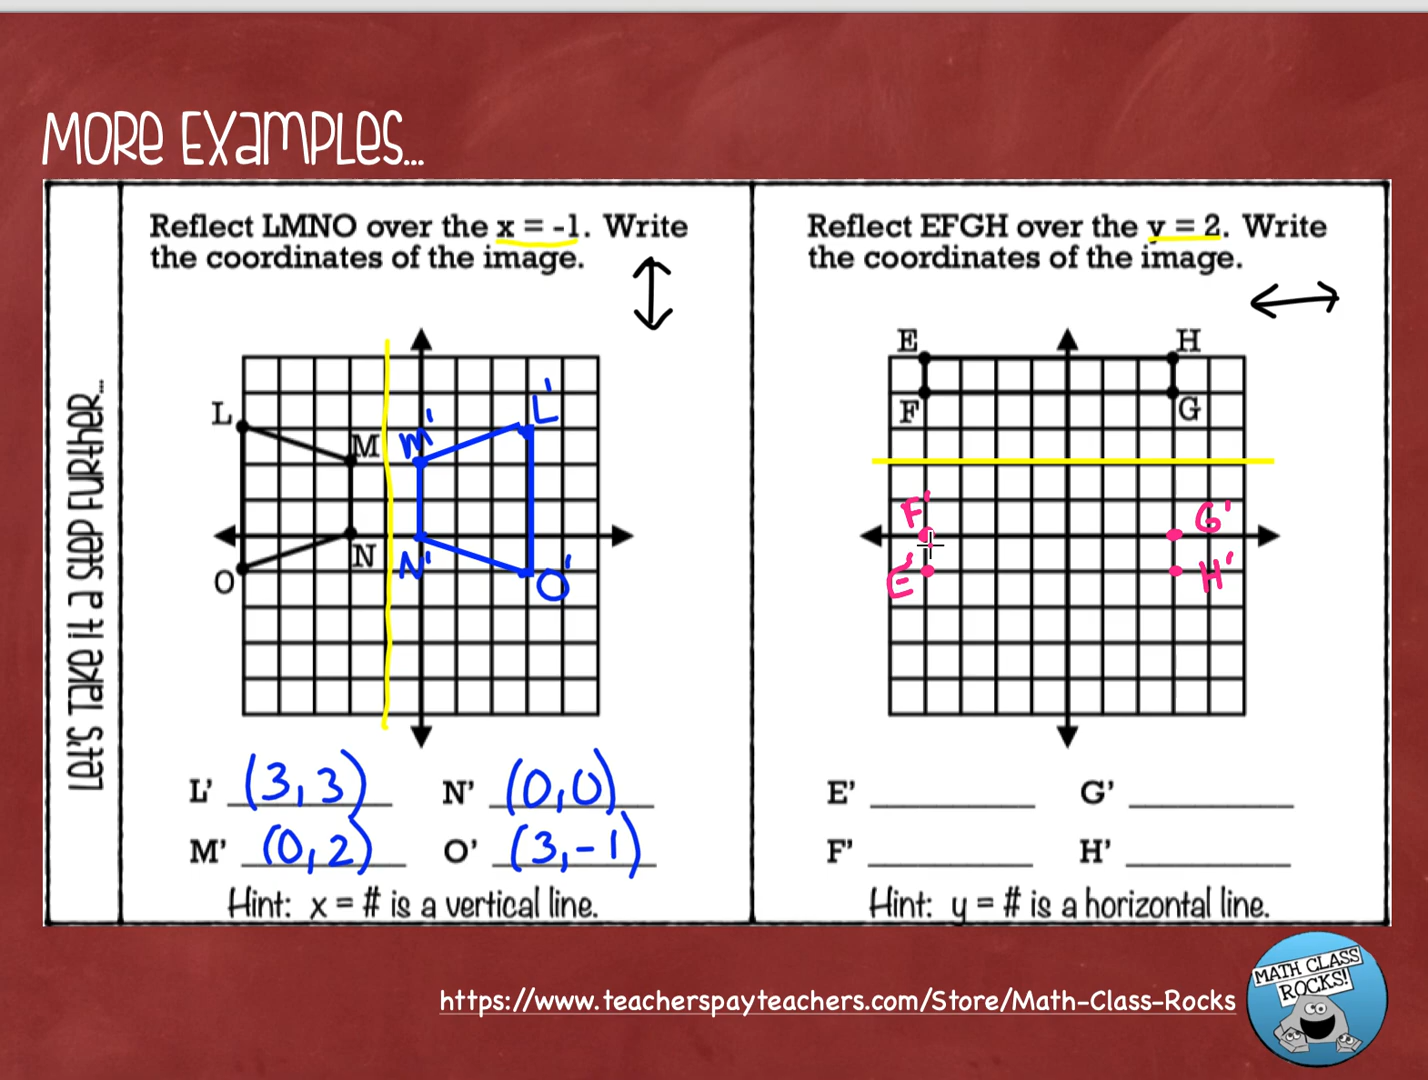 More Examples...
Let's Take it a Step Further...
Reflect LMNO over the x = -1. Write
the coordinates of the image.
L
M
N
O
M'
L'
N'
O'
L' (3,3) N' (0,0)
M' (0,2) O' (3,-1)
Hint: x = # is a vertical line.
Reflect EFGH over the y = 2. Write
the coordinates of the image.
E
H
F
G
F'
G'
E'
H'
E' G'
F' H'
Hint: y = # is a horizontal line.
https://www.teacherspayteachers.com/Store/Math-Class-Rocks
MATH CLASS
ROCKS!